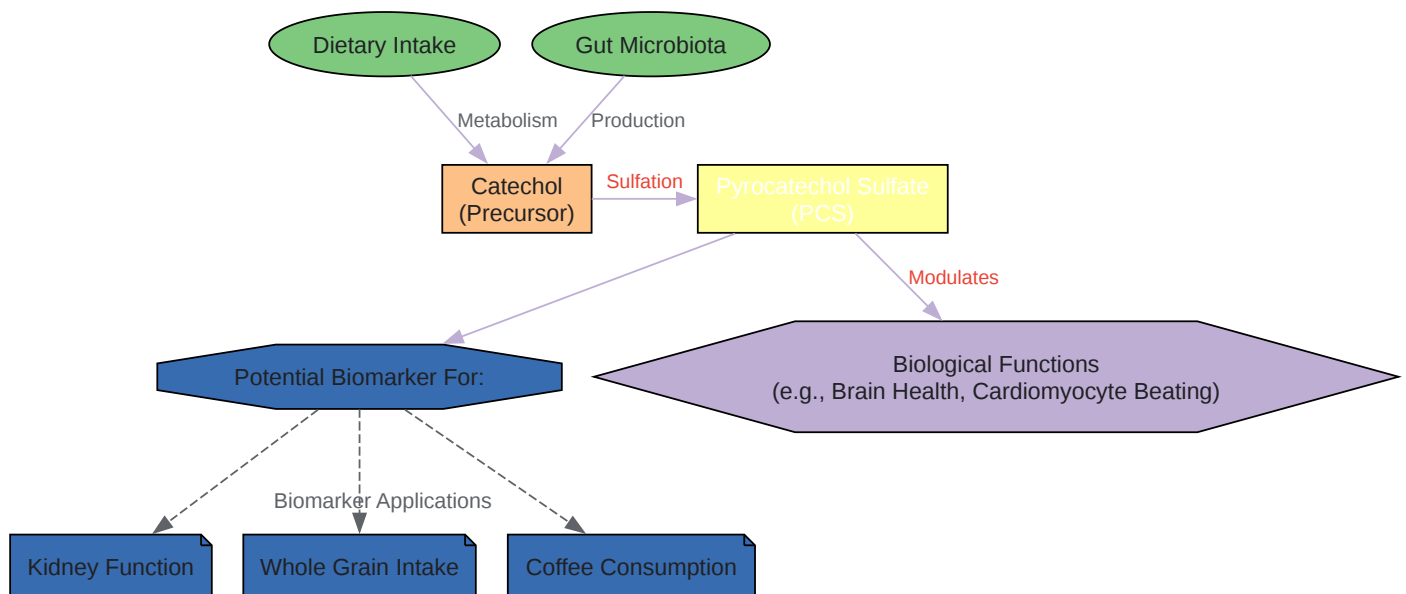 Dietary Intake
Gut Microbiota
Metabolism
Production
Catechol
(Precursor)
Sulfation
Pyrocatechol Sulfate
(PCS)
Modulates
Potential Biomarker For:
Biological Functions
(e.g., Brain Health, Cardiomyocyte Beating)
Biomarker Applications
Kidney Function
Whole Grain Intake
Coffee Consumption